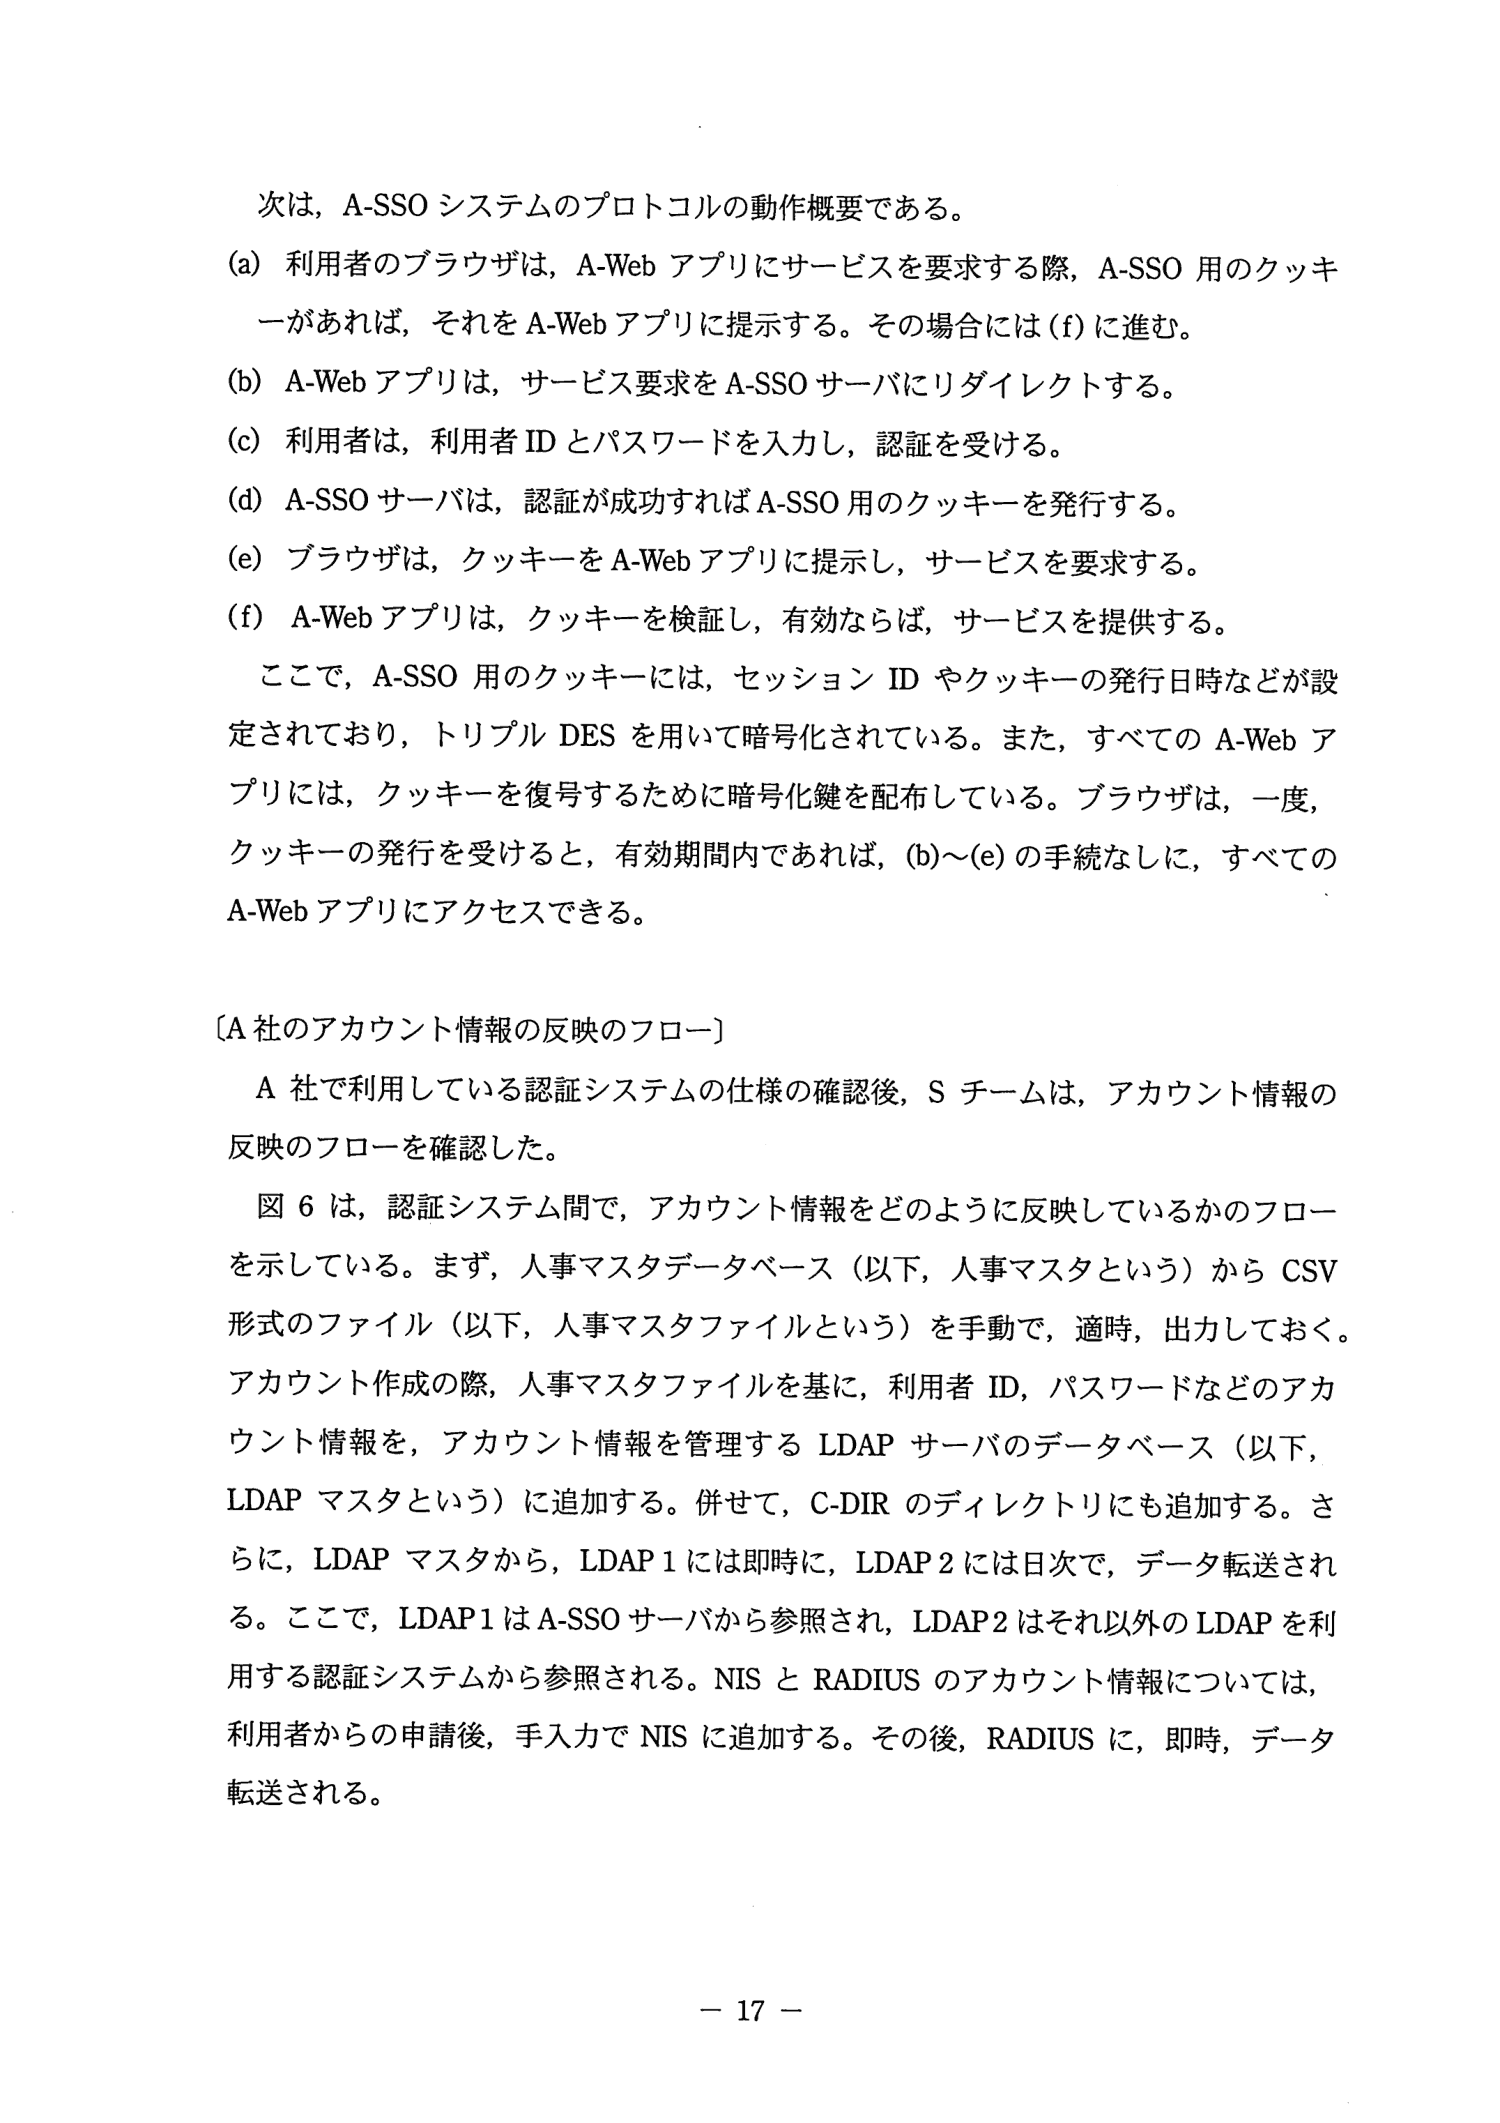 次は，A-SSO システムのプロトコルの動作概要である。
(a) 利用者のブラウザは，A-Web アプリにサービスを要求する際，A-SSO 用のクッキ
ーがあれば，それを A-Web アプリに提示する。その場合には (f) に進む。
(b) A-Web アプリは，サービス要求を A-SSO サーバにリダイレクトする。
(c) 利用者は，利用者 ID とパスワードを入力し，認証を受ける。
(d) A-SSO サーバは，認証が成功すれば A-SSO 用のクッキーを発行する。
(e) ブラウザは，クッキーを A-Web アプリに提示し，サービスを要求する。
(f) A-Web アプリは，クッキーを検証し，有効ならば，サービスを提供する。
ここで，A-SSO 用のクッキーには，セッション ID やクッキーの発行日時などが設
定されており，トリプル DES を用いて暗号化されている。また，すべての A-Web ア
プリには，クッキーを復号するために暗号化鍵を配布している。ブラウザは，一度，
クッキーの発行を受けると，有効期間内であれば，(b)～(e) の手続なしに，すべての
A-Web アプリにアクセスできる。
〔A 社のアカウント情報の反映のフロー〕
A 社で利用している認証システムの仕様の確認後，S チームは，アカウント情報の
反映のフローを確認した。
図 6 は，認証システム間で，アカウント情報をどのように反映しているかのフロー
を示している。まず，人事マスタデータベース（以下，人事マスタという）から CSV
形式のファイル（以下，人事マスタファイルという）を手動で，適時，出力しておく。
アカウント作成の際，人事マスタファイルを基に，利用者 ID，パスワードなどのアカ
ウント情報を，アカウント情報を管理する LDAP サーバのデータベース（以下，
LDAP マスタという）に追加する。併せて，C-DIR のディレクトリにも追加する。さ
らに，LDAP マスタから，LDAP 1 には即時に，LDAP 2 には日次で，データ転送され
る。ここで，LDAP1 は A-SSO サーバから参照され，LDAP2 はそれ以外の LDAP を利
用する認証システムから参照される。NIS と RADIUS のアカウント情報については，
利用者からの申請後，手入力で NIS に追加する。その後，RADIUS に，即時，データ
転送される。
－ 17 －